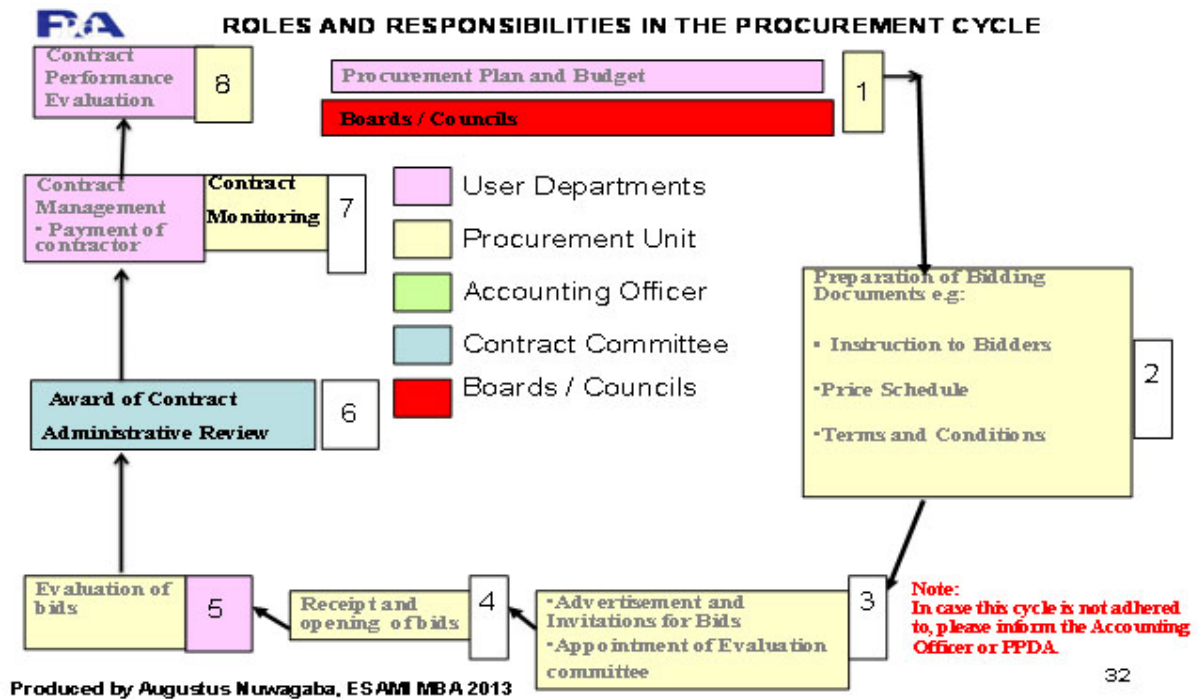 ROLES AND RESPONSIBILITIES IN THE PROCUREMENT CYCLE
Procurement Plan and Budget
Boards / Councils
1
Preparation of Bidding
Documents e.g:
• Instruction to Bidders
•Price Schedule
•Terms and Conditions
2
•Advertisement and
Invitations for Bids
•Appointment of Evaluation
committee
3
Receipt and
opening of bids
4
Evaluation of
bids
5
Award of Contract
Administrative Review
6
Contract
Management
• Payment of
contractor
Contract
Monitoring
7
Contract
Performance
Evaluation
8
User Departments
Procurement Unit
Accounting Officer
Contract Committee
Boards / Councils
Note:
In case this cycle is not adhered
to, please inform the Accounting
Officer or PPDA.
32
Produced by Augustus Nuwagaba, ESAMI MBA 2013